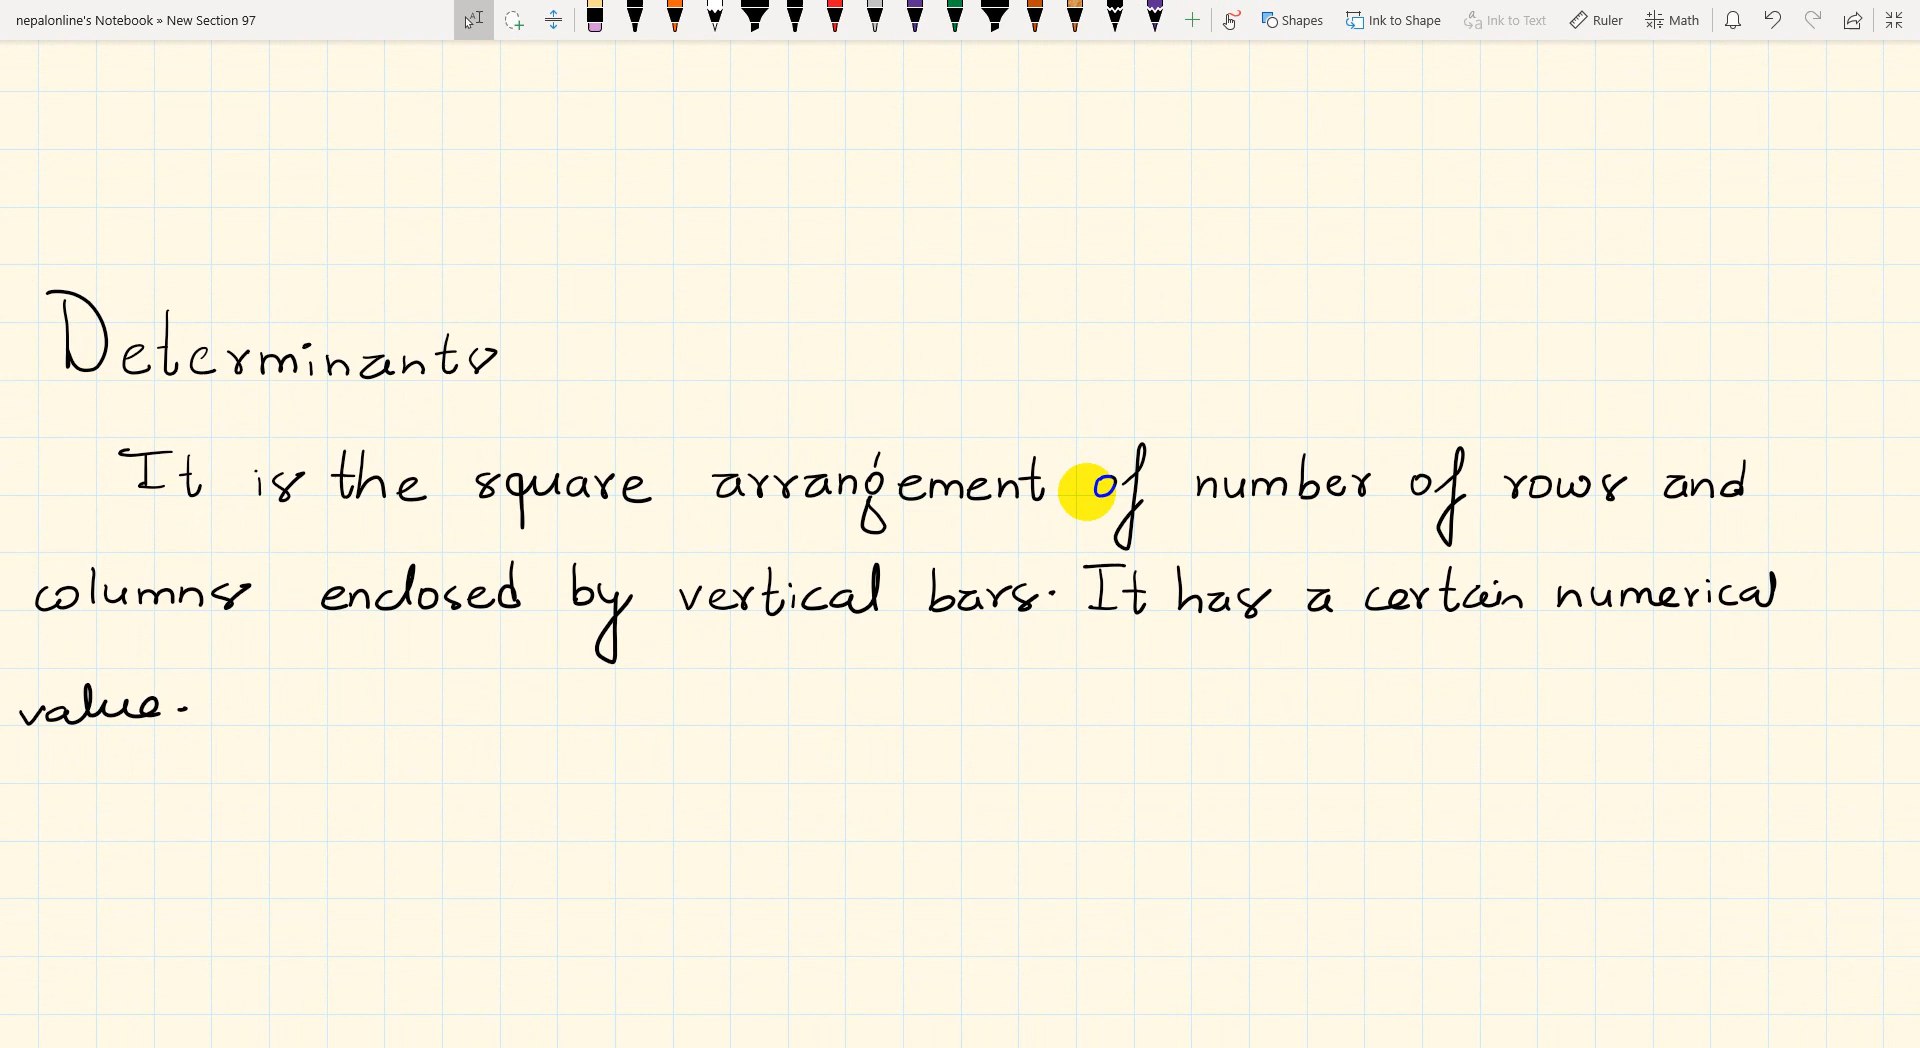 nepalonline's Notebook » New Section 97
Shapes Ink to Shape Ink to Text Ruler Math
Determinants
It is the square arrangement of number of rows and
columns enclosed by vertical bars. It has a certain numerical
value.